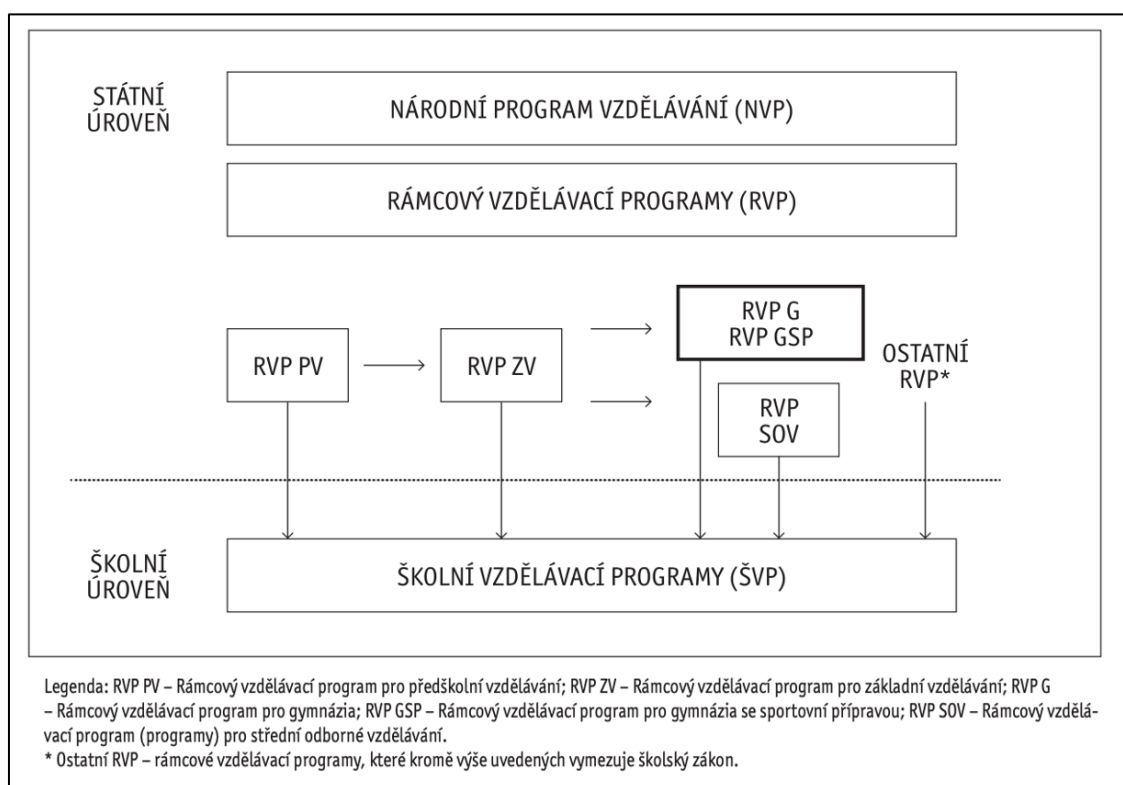 STÁTNÍ
ÚROVEŇ
NÁRODNÍ PROGRAM VZDĚLÁVÁNÍ (NVP)
RÁMCOVÝ VZDĚLÁVACÍ PROGRAMY (RVP)
RVP PV
RVP ZV
RVP G
RVP GSP
RVP
SOV
OSTATNÍ
RVP*
ŠKOLNÍ
ÚROVEŇ
ŠKOLNÍ VZDĚLÁVACÍ PROGRAMY (ŠVP)
Legenda: RVP PV – Rámcový vzdělávací program pro předškolní vzdělávání; RVP ZV – Rámcový vzdělávací program pro základní vzdělávání; RVP G
– Rámcový vzdělávací program pro gymnázia; RVP GSP – Rámcový vzdělávací program pro gymnázia se sportovní přípravou; RVP SOV – Rámcový vzdělá-
vací program (programy) pro střední odborné vzdělávání.
* Ostatní RVP – rámcové vzdělávací programy, které kromě výše uvedených vymezuje školský zákon.